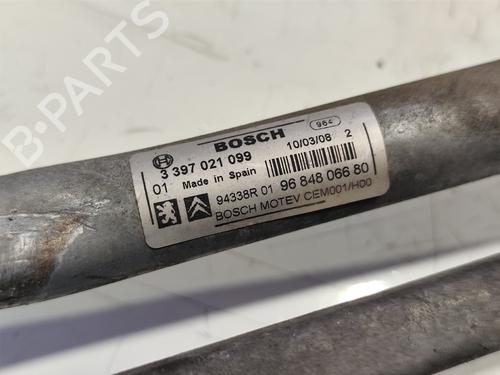 B-PARTS
BOSCH 964
3 397 021 099 10/03/08 2
01 Made in Spain
94338R 01 96 848 066 80
BOSCH MOTEV CEM001/H00